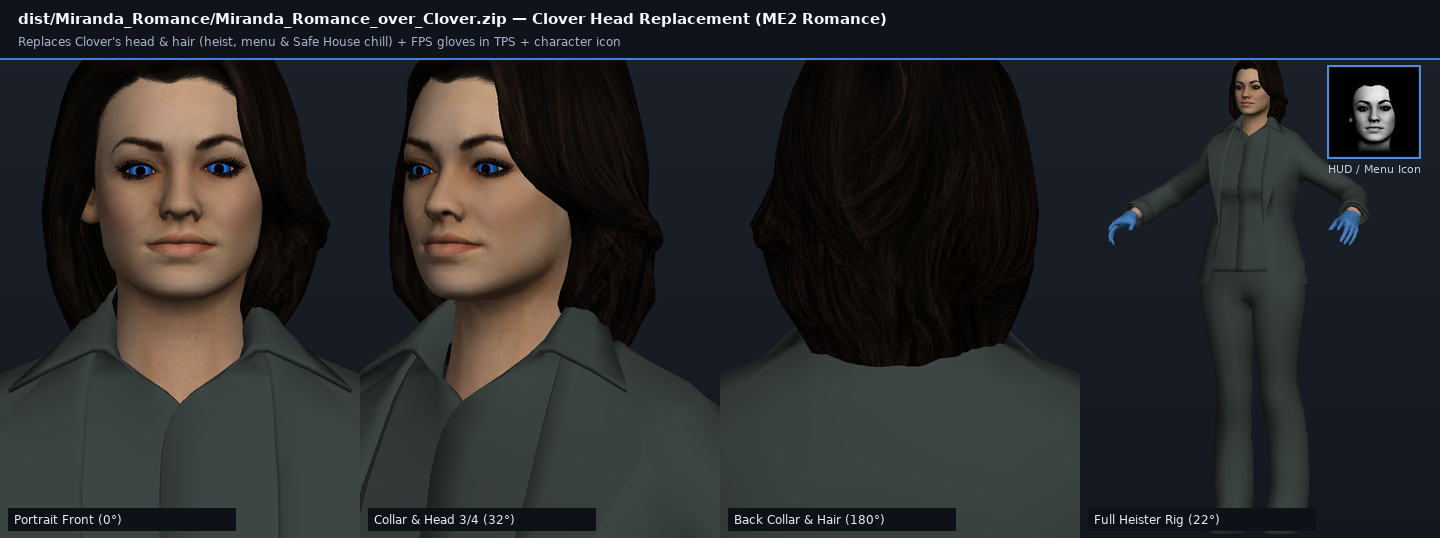 dist/Miranda_Romance/Miranda_Romance_over_Clover.zip — Clover Head Replacement (ME2 Romance)
Replaces Clover's head & hair (heist, menu & Safe House chill) + FPS gloves in TPS + character icon
HUD / Menu Icon
Portrait Front (0°)
Collar & Head 3/4 (32°)
Back Collar & Hair (180°)
Full Heister Rig (22°)